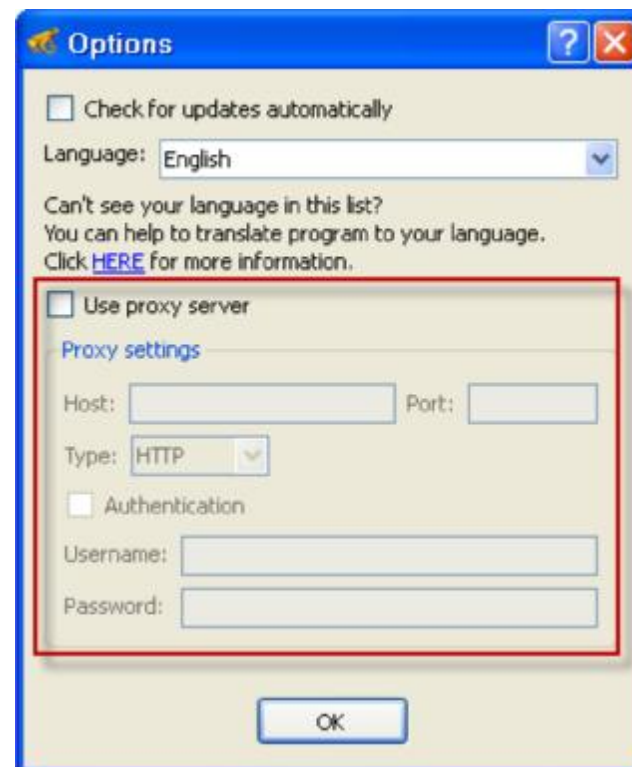 Options
Check for updates automatically
Language: English
Can't see your language in this list?
You can help to translate program to your language.
Click HERE for more information.
Use proxy server
Proxy settings
Host: Port:
Type: HTTP
Authentication
Username:
Password:
OK